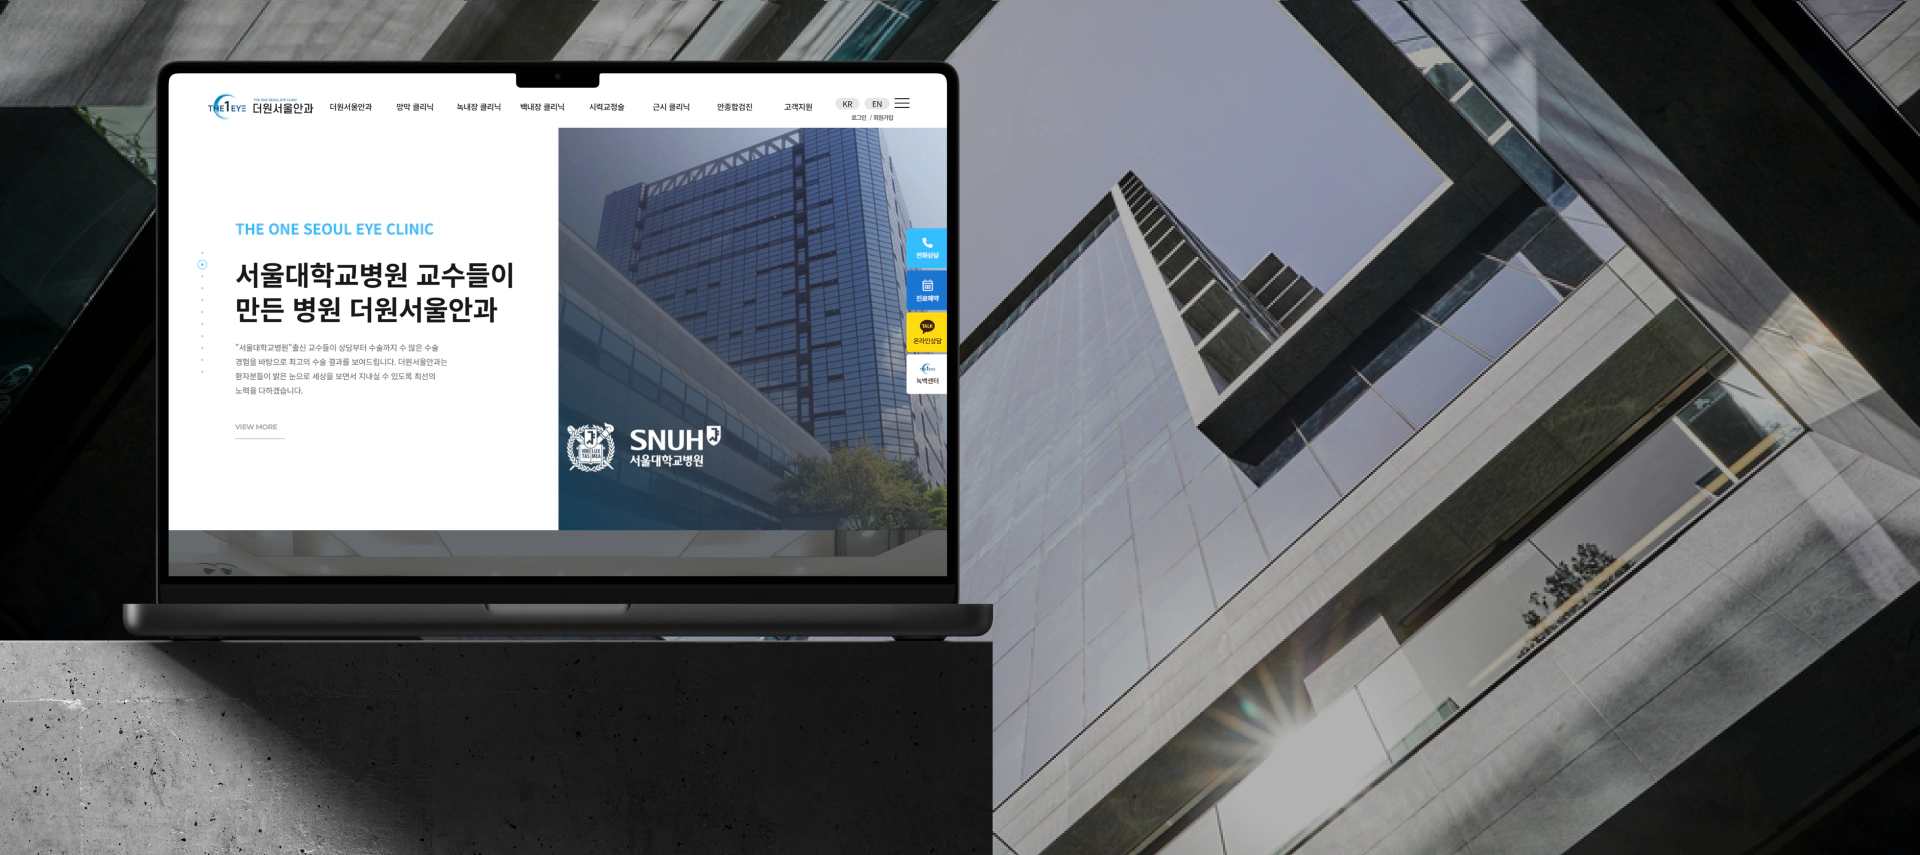 THE1EYE
THE ONE SEOUL EYE CLINIC
더원서울안과
더원서울안과 망막 클리닉 녹내장 클리닉 백내장 클리닉 시력교정술 근시 클리닉 안종합검진 고객지원
KR EN
로그인 / 회원가입
THE ONE SEOUL EYE CLINIC
서울대학교병원 교수들이
만든 병원 더원서울안과
"서울대학교병원"출신 교수들이 상담부터 수술까지 수 많은 수술
경험을 바탕으로 최고의 수술 결과를 보여드립니다. 더원서울안과는
환자분들이 밝은 눈으로 세상을 보면서 지내실 수 있도록 최선의
노력을 다하겠습니다.
VIEW MORE
SNUH
서울대학교병원
전화상담
진료예약
TALK
온라인상담
THE1EYE
녹백센터